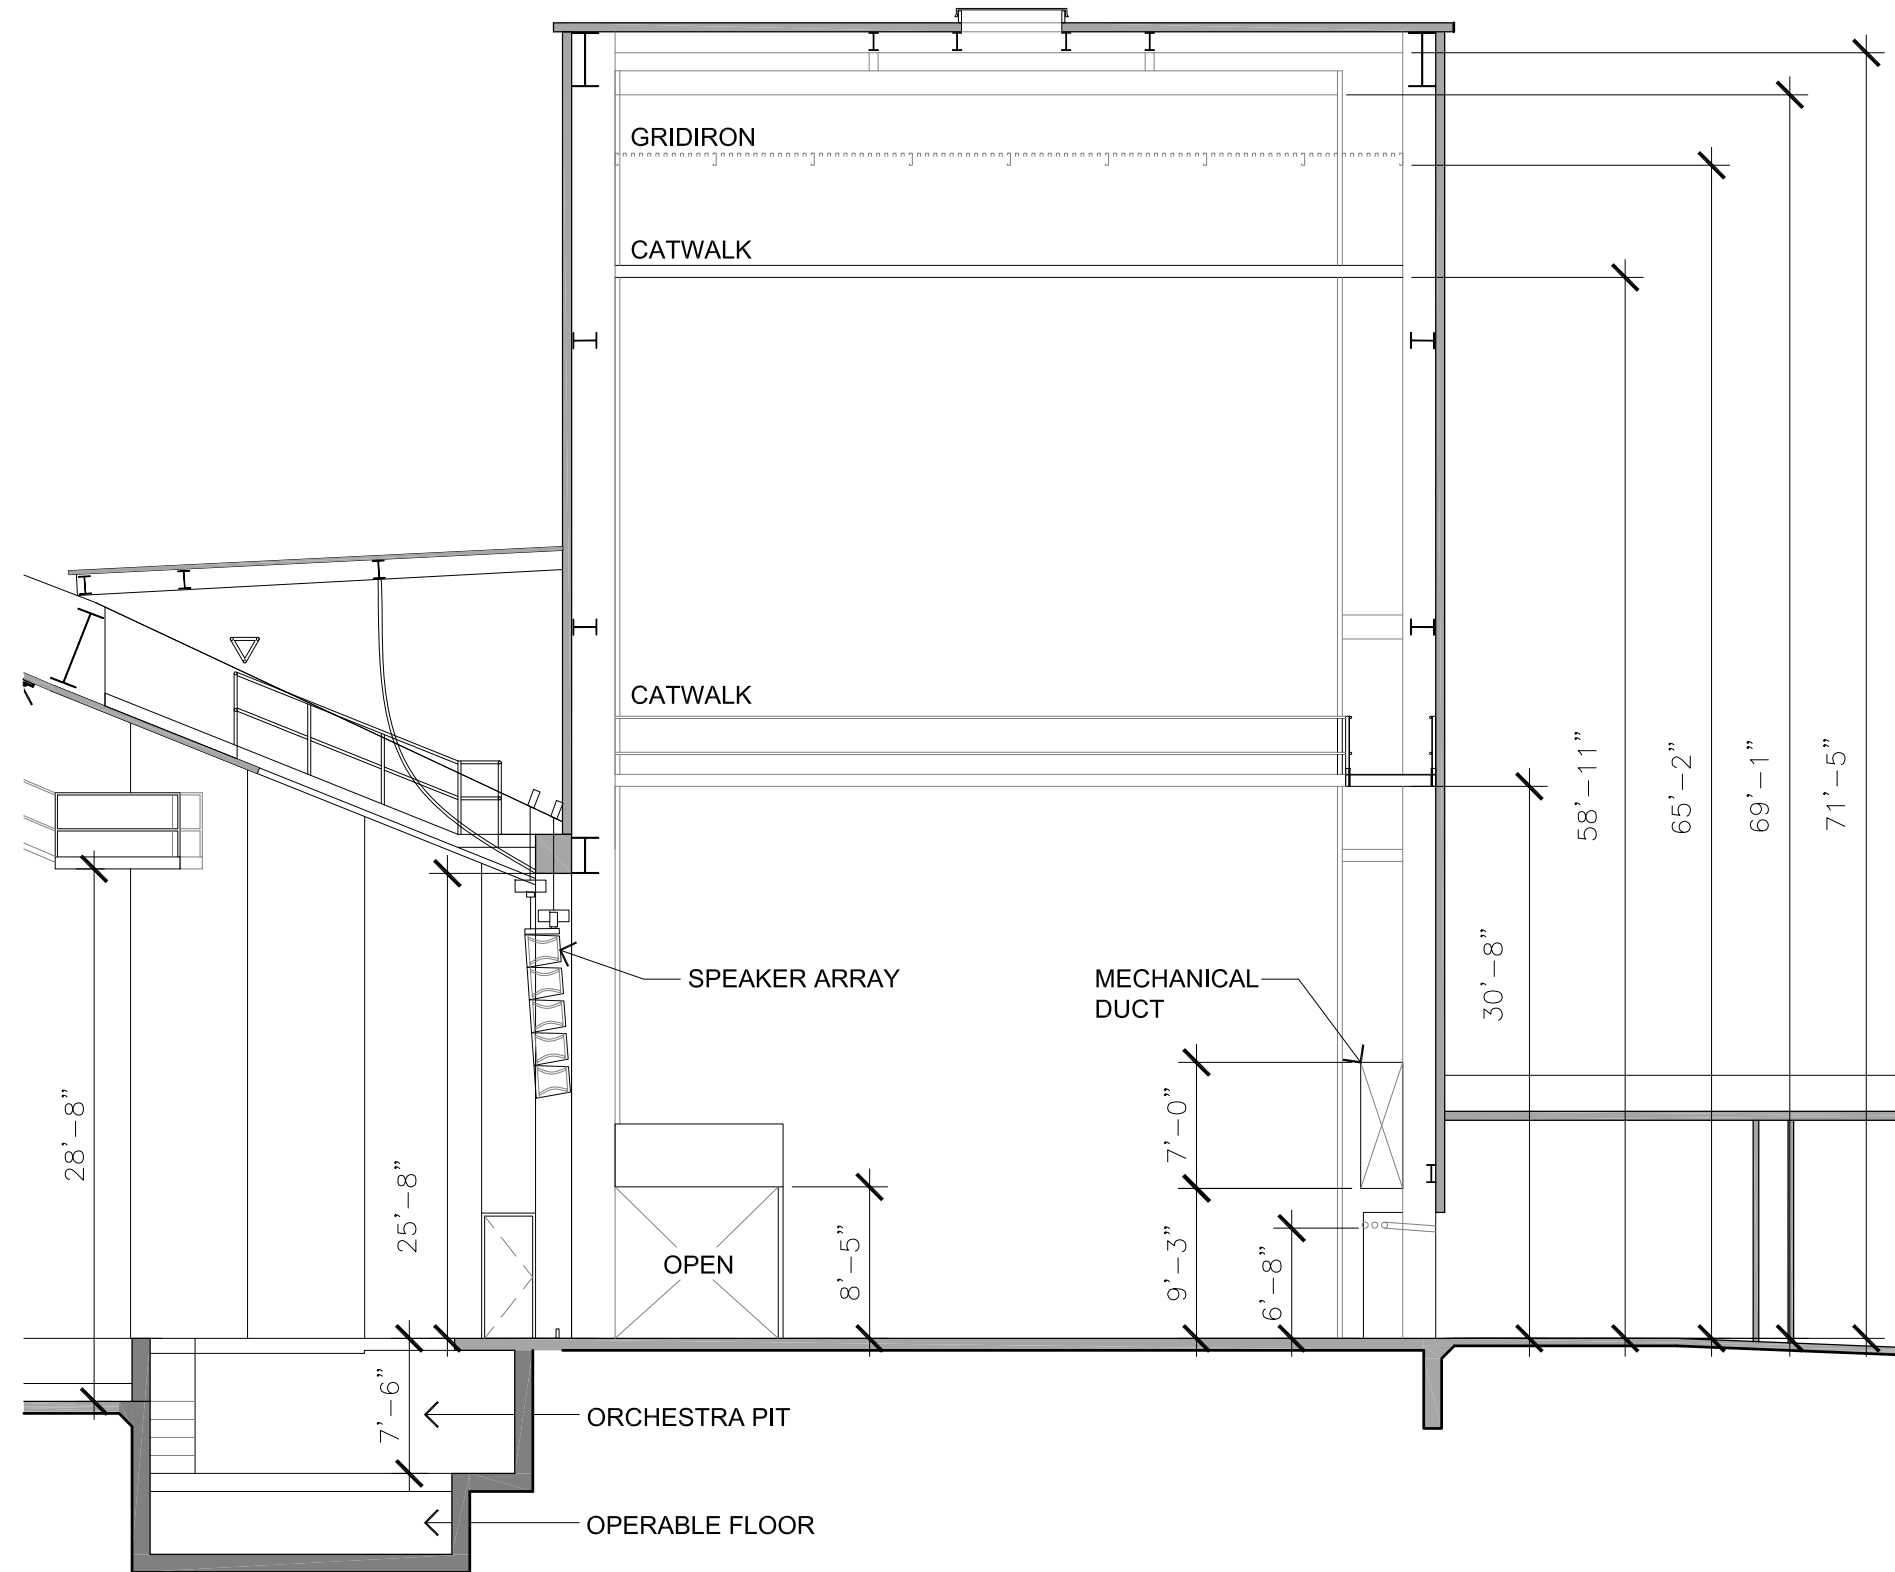 GRIDIRON
CATWALK
CATWALK
58'-11"
65'-2"
69'-1"
71'-5"
30'-8"
SPEAKER ARRAY
MECHANICAL
DUCT
28'-8"
25'-8"
7'-0"
8'-5"
9'-3"
6'-8"
OPEN
7'-6"
ORCHESTRA PIT
OPERABLE FLOOR